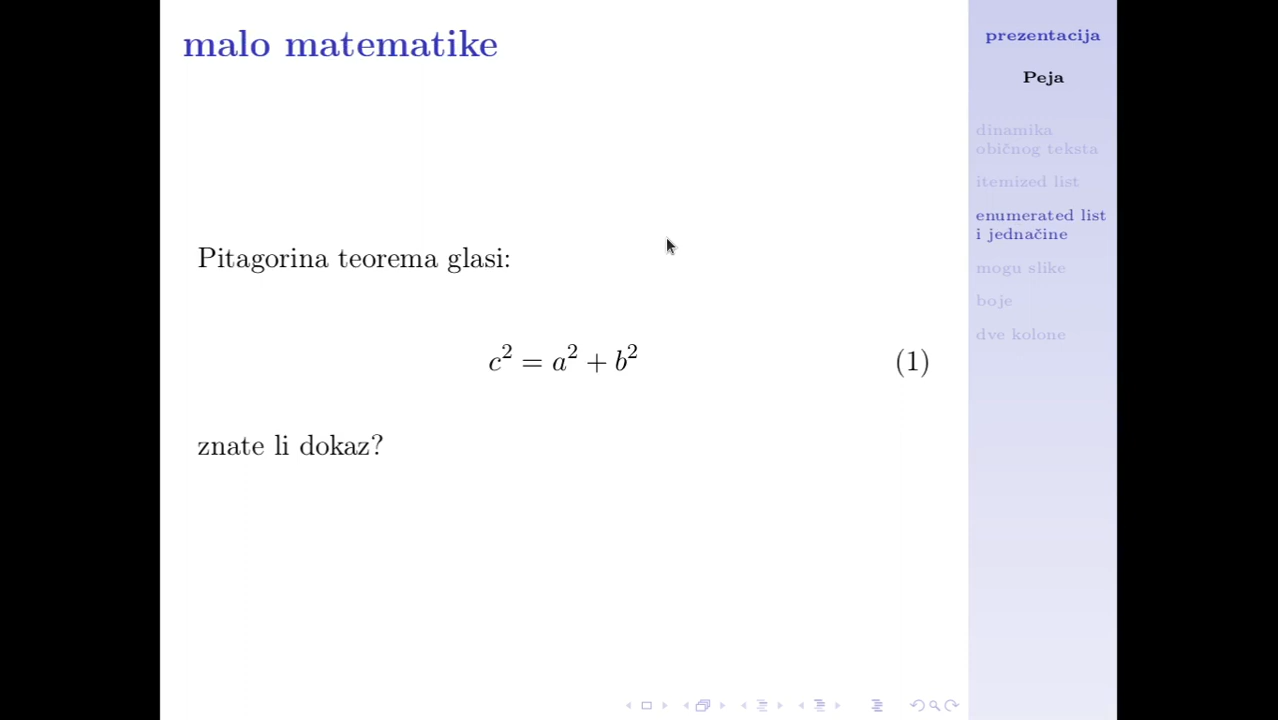 malo matematike
Pitagorina teorema glasi:
c² = a² + b² (1)
znate li dokaz?
prezentacija
Peja
dinamika
običnog teksta
itemized list
enumerated list
i jednačine
mogu slike
boje
dve kolone